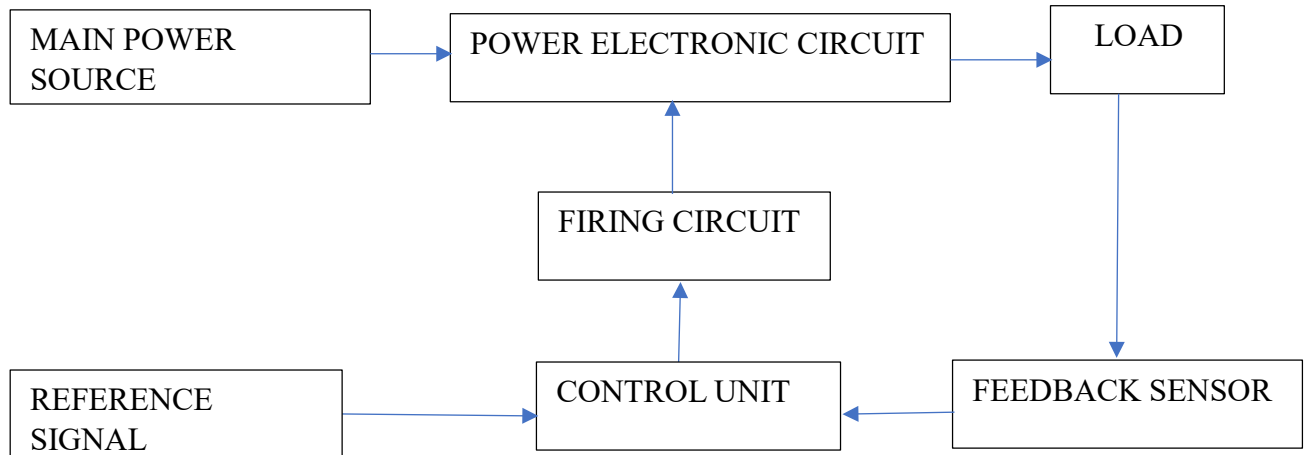 MAIN POWER
SOURCE
POWER ELECTRONIC CIRCUIT
LOAD
FIRING CIRCUIT
REFERENCE
SIGNAL
CONTROL UNIT
FEEDBACK SENSOR